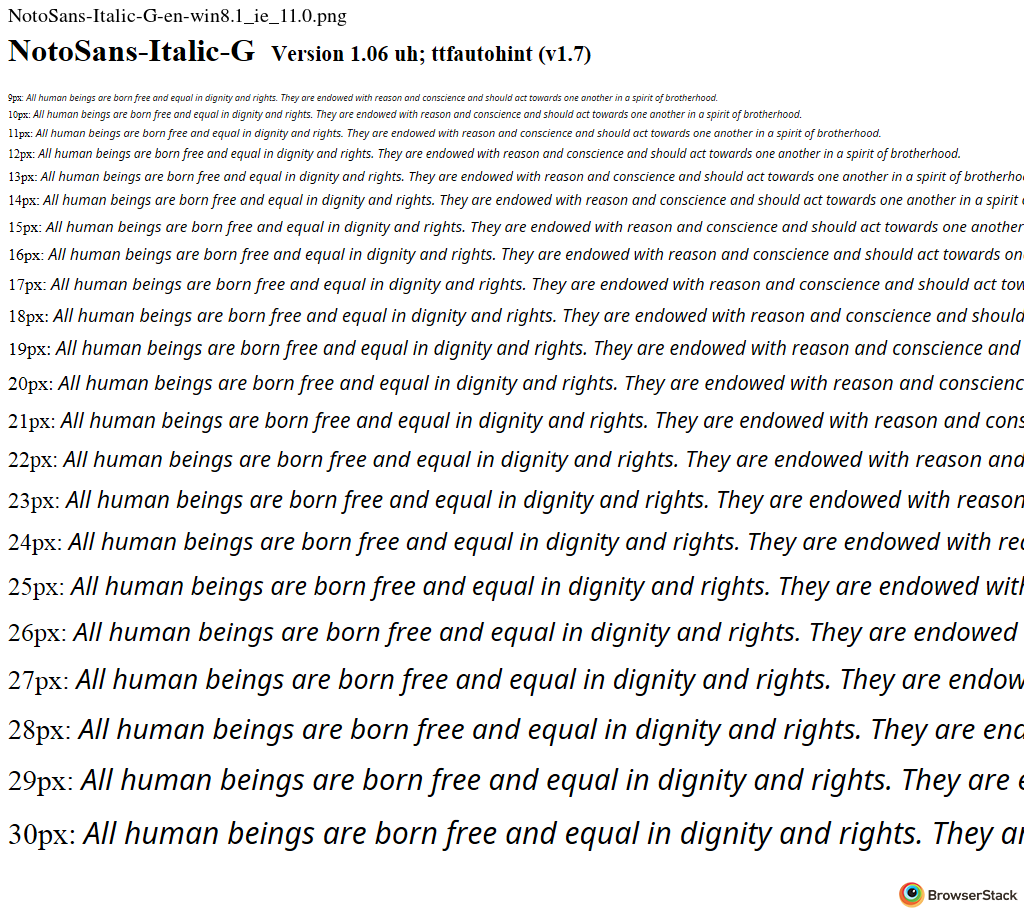 NotoSans-Italic-G-en-win8.1_ie_11.0.png
NotoSans-Italic-G Version 1.06 uh; ttfautohint (v1.7)
9px: All human beings are born free and equal in dignity and rights. They are endowed with reason and conscience and should act towards one another in a spirit of brotherhood.
10px: All human beings are born free and equal in dignity and rights. They are endowed with reason and conscience and should act towards one another in a spirit of brotherhood.
11px: All human beings are born free and equal in dignity and rights. They are endowed with reason and conscience and should act towards one another in a spirit of brotherhood.
12px: All human beings are born free and equal in dignity and rights. They are endowed with reason and conscience and should act towards one another in a spirit of brotherhood.
13px: All human beings are born free and equal in dignity and rights. They are endowed with reason and conscience and should act towards one another in a spirit of brotherho
14px: All human beings are born free and equal in dignity and rights. They are endowed with reason and conscience and should act towards one another in a spirit
15px: All human beings are born free and equal in dignity and rights. They are endowed with reason and conscience and should act towards one another
16px: All human beings are born free and equal in dignity and rights. They are endowed with reason and conscience and should act towards on
17px: All human beings are born free and equal in dignity and rights. They are endowed with reason and conscience and should act tow
18px: All human beings are born free and equal in dignity and rights. They are endowed with reason and conscience and should
19px: All human beings are born free and equal in dignity and rights. They are endowed with reason and conscience and
20px: All human beings are born free and equal in dignity and rights. They are endowed with reason and conscienc
21px: All human beings are born free and equal in dignity and rights. They are endowed with reason and cons
22px: All human beings are born free and equal in dignity and rights. They are endowed with reason and
23px: All human beings are born free and equal in dignity and rights. They are endowed with reason
24px: All human beings are born free and equal in dignity and rights. They are endowed with rea
25px: All human beings are born free and equal in dignity and rights. They are endowed with
26px: All human beings are born free and equal in dignity and rights. They are endowed
27px: All human beings are born free and equal in dignity and rights. They are endow
28px: All human beings are born free and equal in dignity and rights. They are end
29px: All human beings are born free and equal in dignity and rights. They are e
30px: All human beings are born free and equal in dignity and rights. They ar
BrowserStack